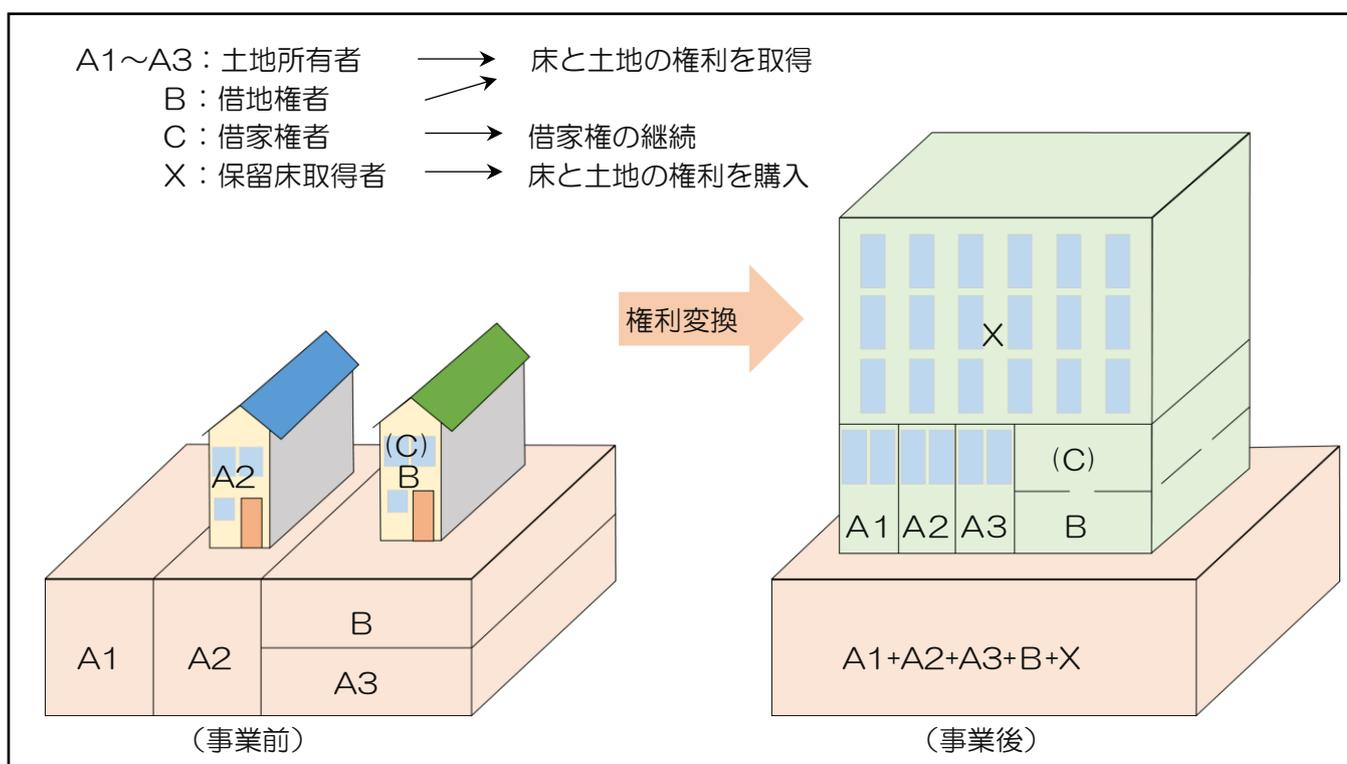 A1～A3：土地所有者 床と土地の権利を取得
B：借地権者
C：借家権者 借家権の継続
X：保留床取得者 床と土地の権利を購入
権利変換
X
(C)
A2 B
(C)
A1 A2 A3 B
B
A1 A2
A3
A1+A2+A3+B+X
（事業前） （事業後）